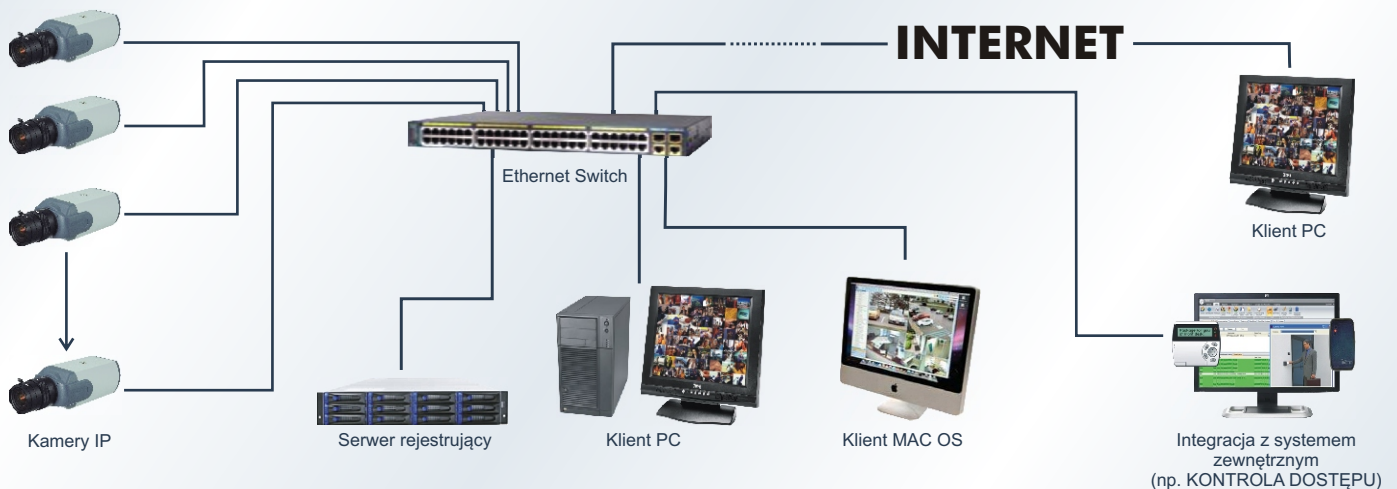 INTERNET
Ethernet Switch
Klient PC
Kamery IP
Serwer rejestrujący
Klient PC
Klient MAC OS
Integracja z systemem
zewnętrznym
(np. KONTROLA DOSTĘPU)